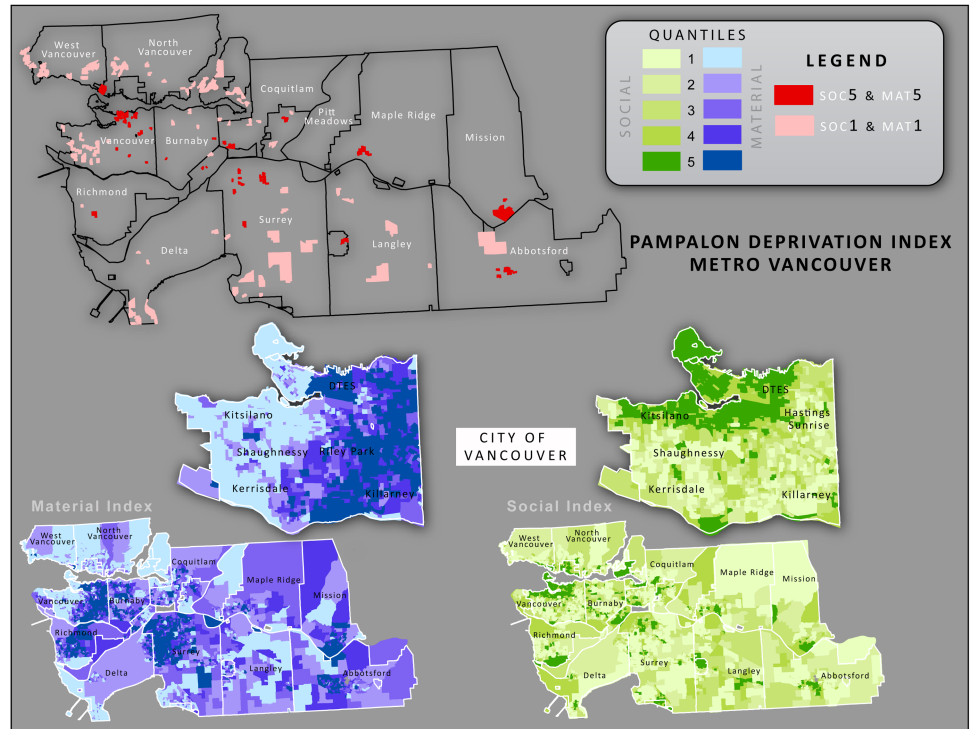 West
Vancouver
North
Vancouver
Coquitlam
Pitt
Meadows
Maple Ridge
Mission
Vancouver
Burnaby
Richmond
Surrey
Delta
Langley
Abbotsford
QUANTILES
SOCIAL
MATERIAL
1
2
3
4
5
LEGEND
SOC5 & MAT5
SOC1 & MAT1
PAMPALON DEPRIVATION INDEX
METRO VANCOUVER
DTES
Kitsilano
Shaughnessy
Riley Park
Kerrisdale
Killarney
CITY OF
VANCOUVER
DTES
Kitsilano
Hastings
Sunrise
Shaughnessy
Kerrisdale
Killarney
Material Index
West
Vancouver
North
Vancouver
Coquitlam
Maple Ridge
Mission
Vancouver
Burnaby
Richmond
Surrey
Delta
Langley
Abbotsford
Social Index
West
Vancouver
North
Vancouver
Coquitlam
Maple Ridge
Mission
Vancouver
Burnaby
Richmond
Surrey
Delta
Langley
Abbotsford